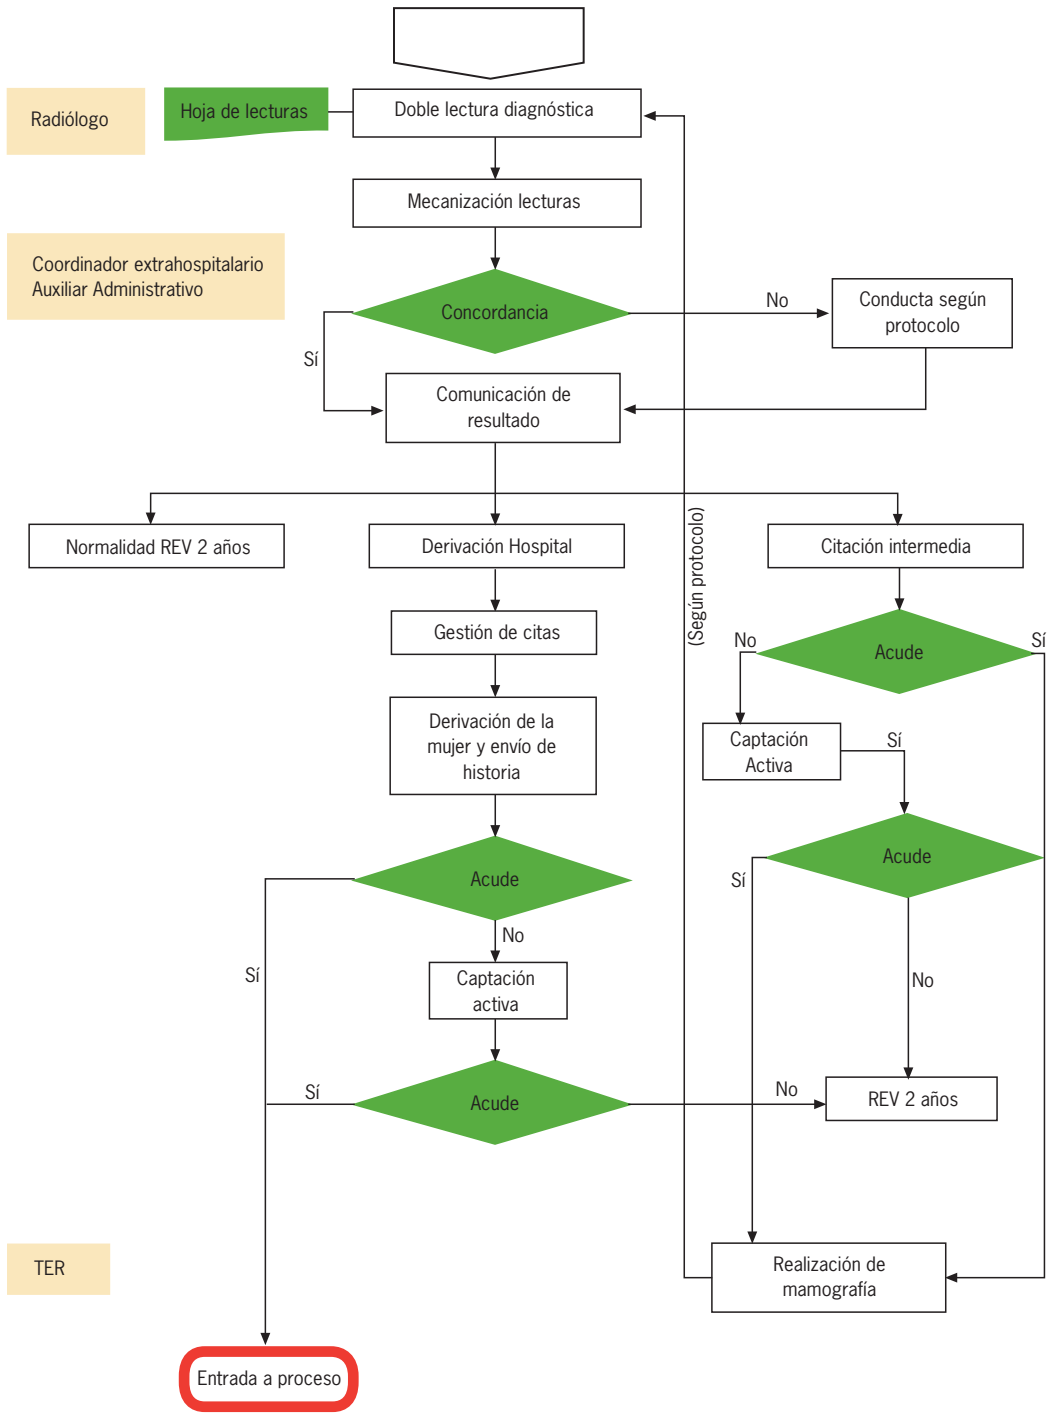 Radiólogo
Hoja de lecturas
Doble lectura diagnóstica
Mecanización lecturas
Coordinador extrahospitalario
Auxiliar Administrativo
Concordancia
No
Conducta según
protocolo
Sí
Comunicación de
resultado
Normalidad REV 2 años
Derivación Hospital
(Según protocolo)
Citación intermedia
Gestión de citas
No
Acude
Sí
Derivación de la
mujer y envío de
historia
Captación
Activa
Sí
Acude
Sí
Acude
No
Sí
No
Captación
activa
Sí
Acude
No
REV 2 años
TER
Realización de
mamografía
Entrada a proceso